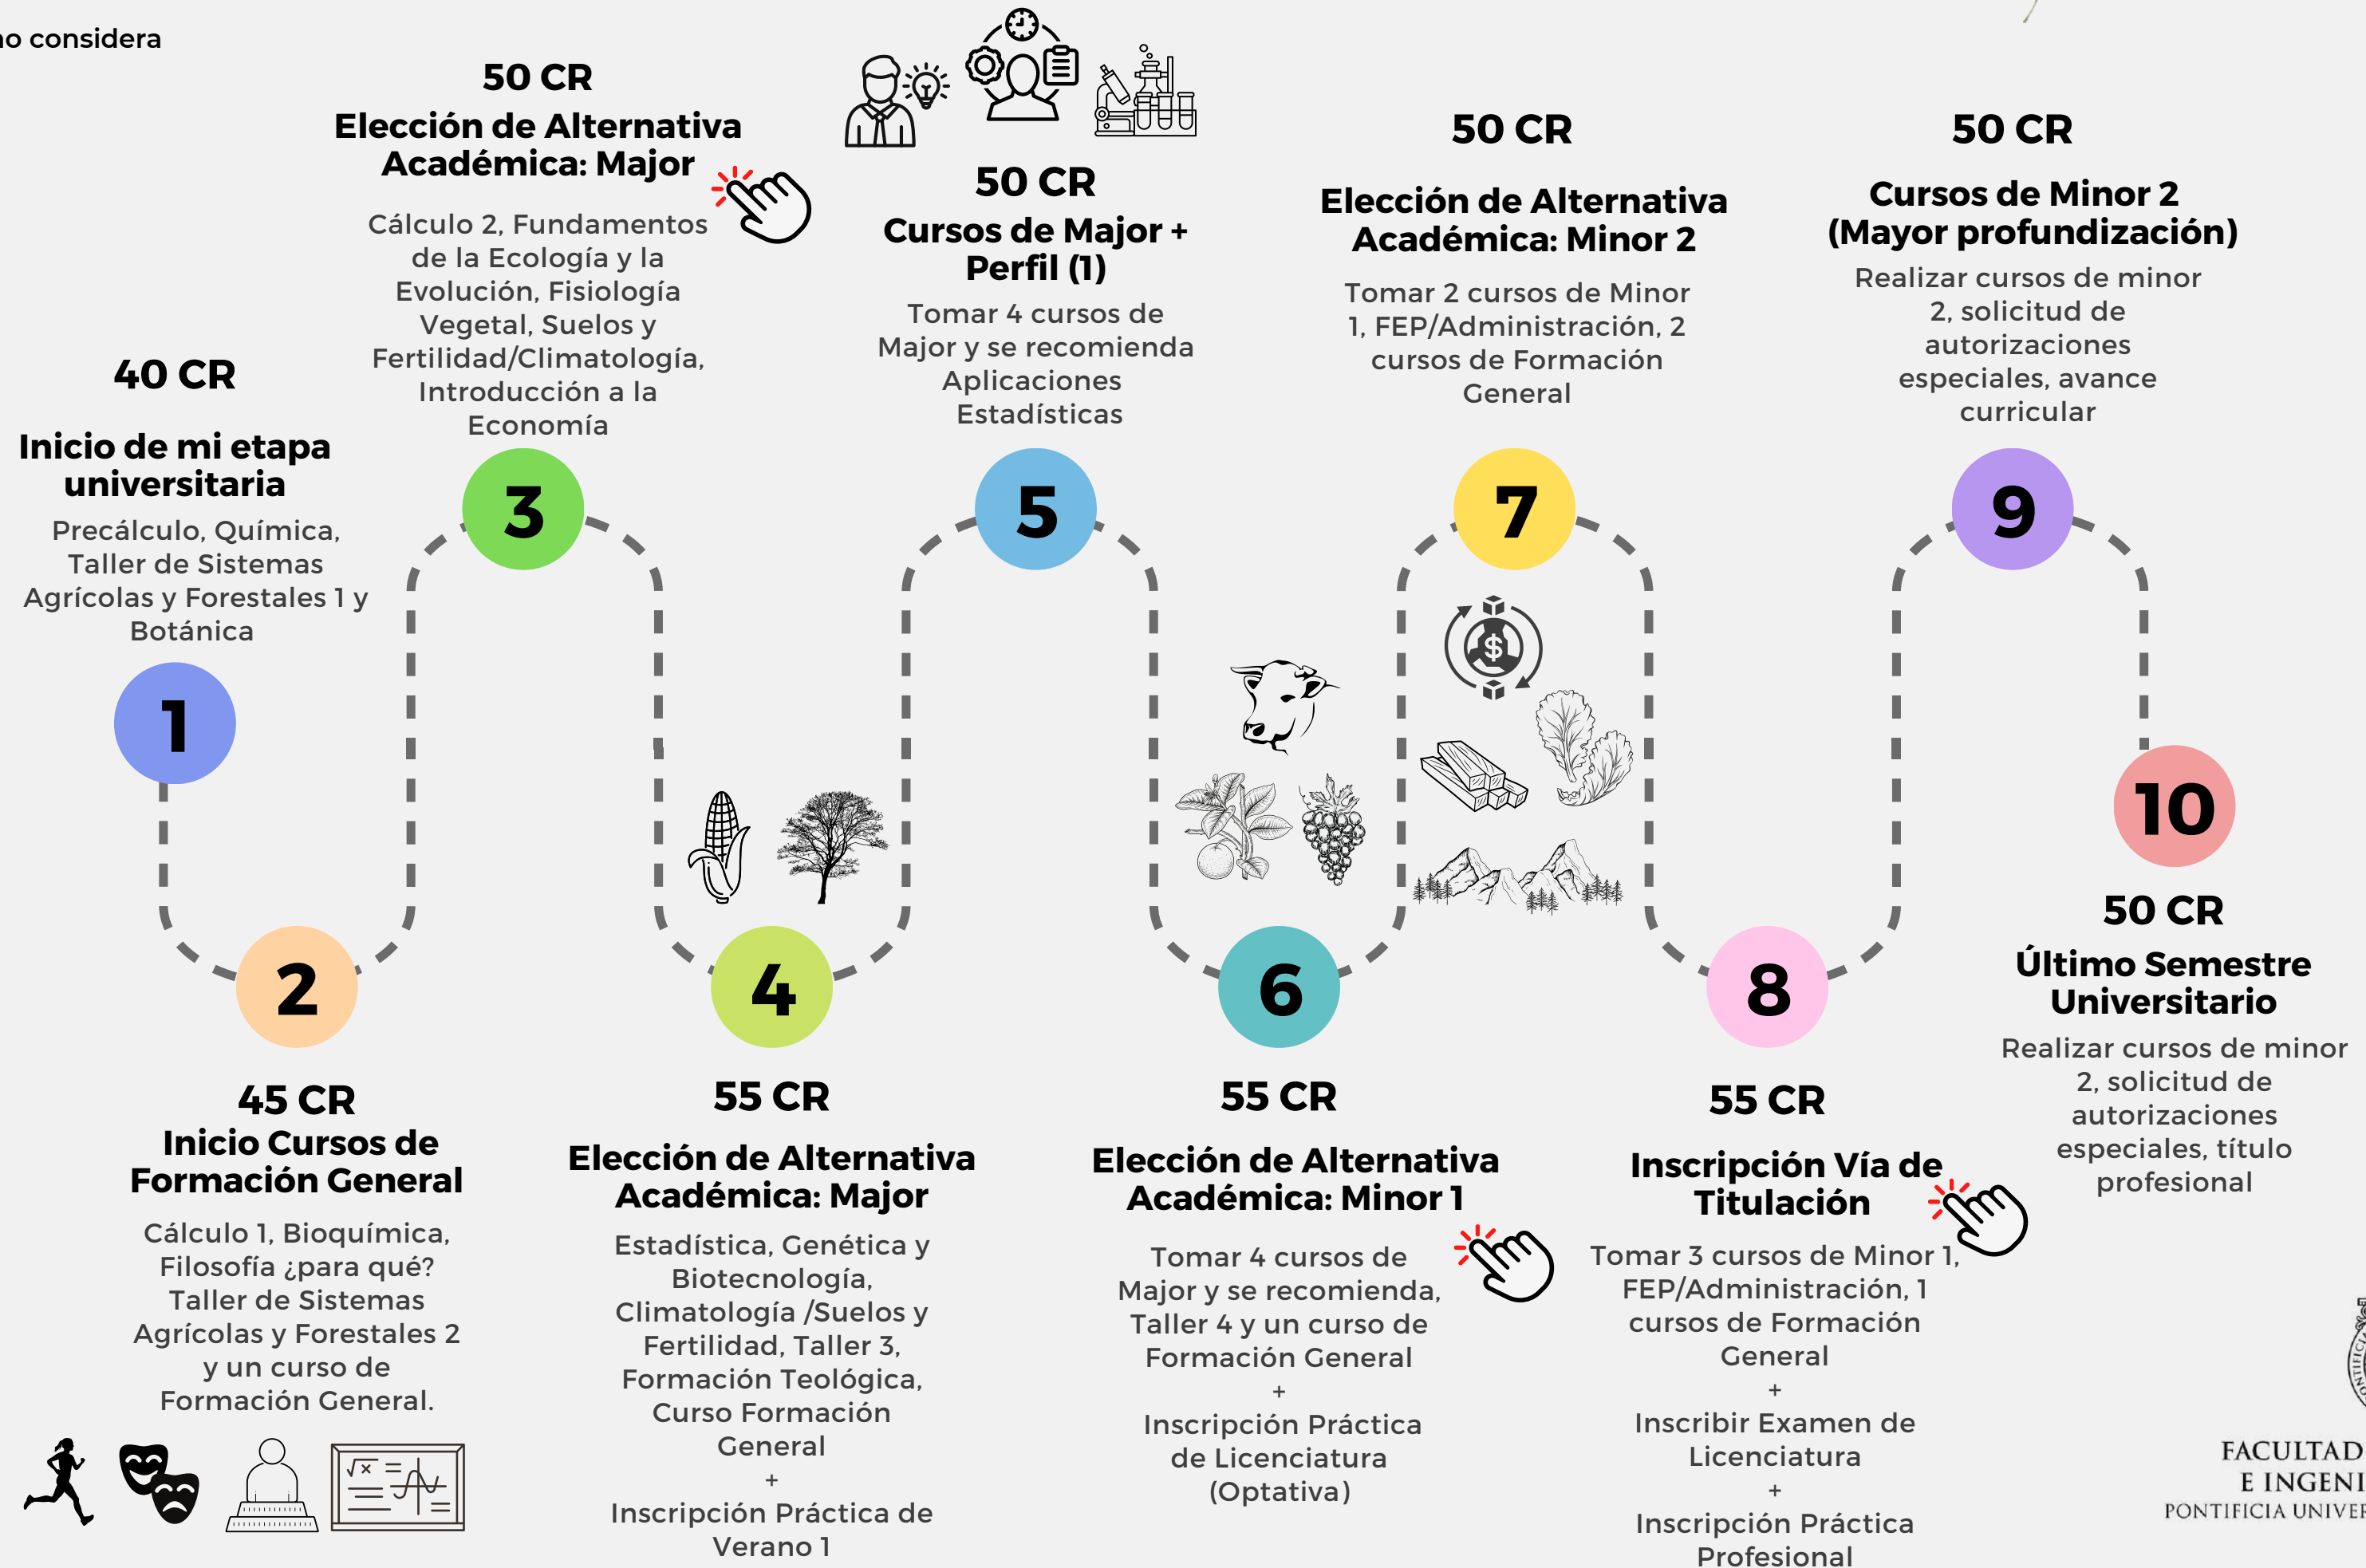 no considera
40 CR
Inicio de mi etapa
universitaria
Precálculo, Química,
Taller de Sistemas
Agrícolas y Forestales 1 y
Botánica
1
2
45 CR
Inicio Cursos de
Formación General
Cálculo 1, Bioquímica,
Filosofía ¿para qué?
Taller de Sistemas
Agrícolas y Forestales 2
y un curso de
Formación General.
50 CR
Elección de Alternativa
Académica: Major
Cálculo 2, Fundamentos
de la Ecología y la
Evolución, Fisiología
Vegetal, Suelos y
Fertilidad/Climatología,
Introducción a la
Economía
3
4
55 CR
Elección de Alternativa
Académica: Major
Estadística, Genética y
Biotecnología,
Climatología /Suelos y
Fertilidad, Taller 3,
Formación Teológica,
Curso Formación
General
+
Inscripción Práctica de
Verano 1
50 CR
Cursos de Major +
Perfil (1)
Tomar 4 cursos de
Major y se recomienda
Aplicaciones
Estadísticas
5
6
55 CR
Elección de Alternativa
Académica: Minor 1
Tomar 4 cursos de
Major y se recomienda,
Taller 4 y un curso de
Formación General
+
Inscripción Práctica
de Licenciatura
(Optativa)
50 CR
Elección de Alternativa
Académica: Minor 2
Tomar 2 cursos de Minor
1, FEP/Administración, 2
cursos de Formación
General
7
$
8
55 CR
Inscripción Vía de
Titulación
Tomar 3 cursos de Minor 1,
FEP/Administración, 1
cursos de Formación
General
+
Inscribir Examen de
Licenciatura
+
Inscripción Práctica
Profesional
50 CR
Cursos de Minor 2
(Mayor profundización)
Realizar cursos de minor
2, solicitud de
autorizaciones
especiales, avance
curricular
9
10
50 CR
Último Semestre
Universitario
Realizar cursos de minor
2, solicitud de
autorizaciones
especiales, título
profesional
FACULTAD
E INGENI
PONTIFICIA UNIVER